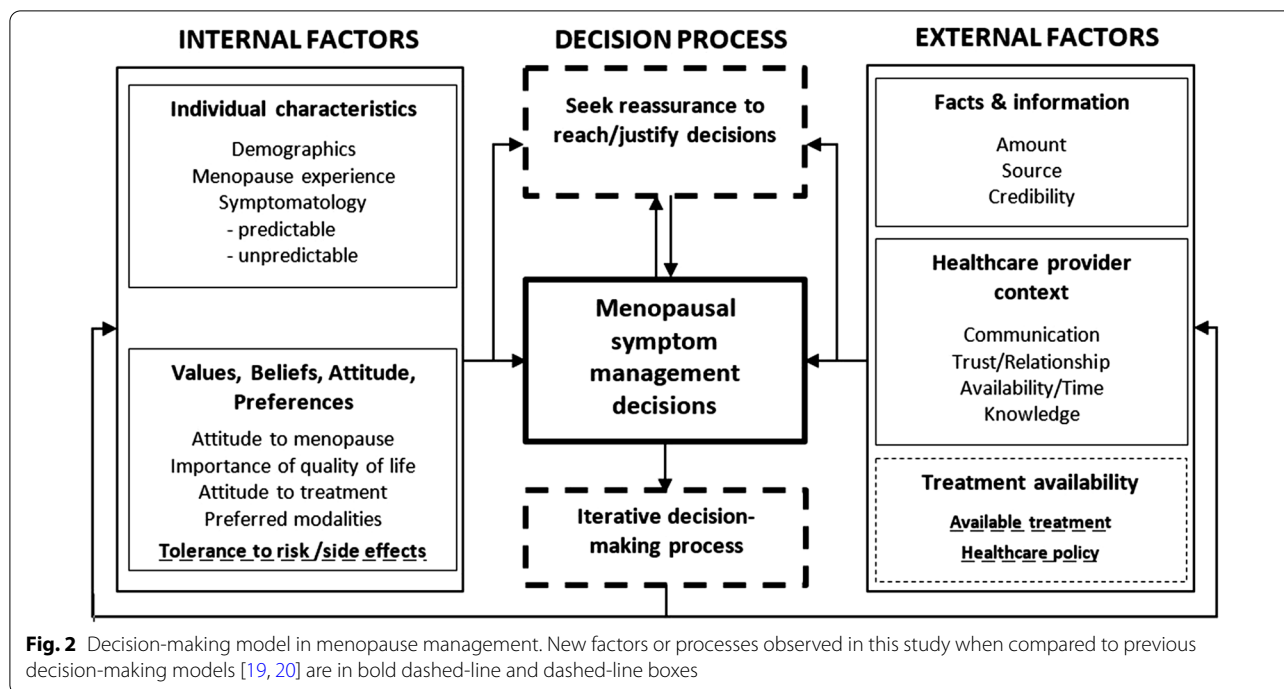 INTERNAL FACTORS
Individual characteristics
Demographics
Menopause experience
Symptomatology
- predictable
- unpredictable
Values, Beliefs, Attitude,
Preferences
Attitude to menopause
Importance of quality of life
Attitude to treatment
Preferred modalities
Tolerance to risk /side effects
DECISION PROCESS
Seek reassurance to
reach/justify decisions
Menopausal
symptom
management
decisions
Iterative decision-
making process
EXTERNAL FACTORS
Facts & information
Amount
Source
Credibility
Healthcare provider
context
Communication
Trust/Relationship
Availability/Time
Knowledge
Treatment availability
Available treatment
Healthcare policy
Fig. 2 Decision-making model in menopause management. New factors or processes observed in this study when compared to previous
decision-making models [19, 20] are in bold dashed-line and dashed-line boxes